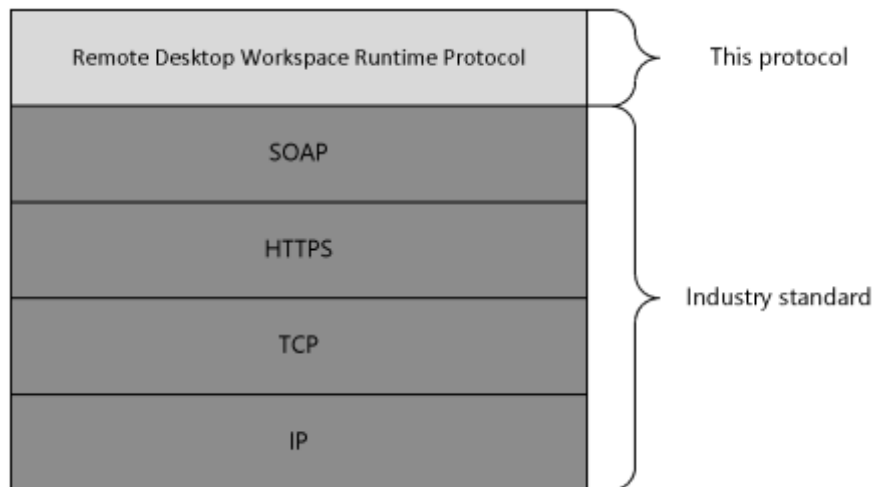 Remote Desktop Workspace Runtime Protocol
This protocol
SOAP
HTTPS
Industry standard
TCP
IP